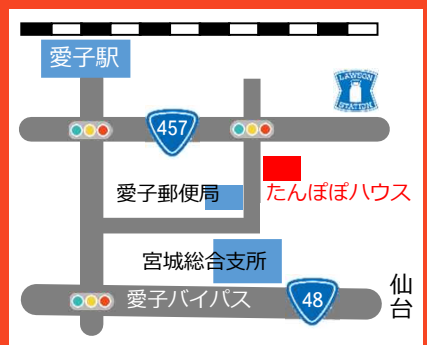 愛子駅
LAWSON
STATION
457
愛子郵便局
たんぽぽハウス
宮城総合支所
愛子バイパス
48
仙台